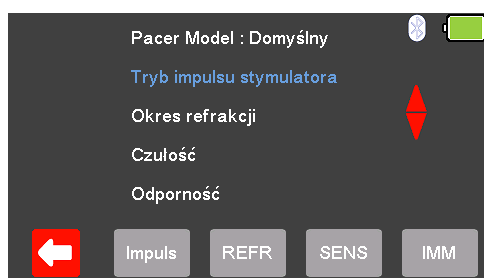 Pacer Model : Domyślny
Tryb impulsu stymulatora
Okres refrakcji
Czułość
Odporność
Impuls REFR SENS IMM